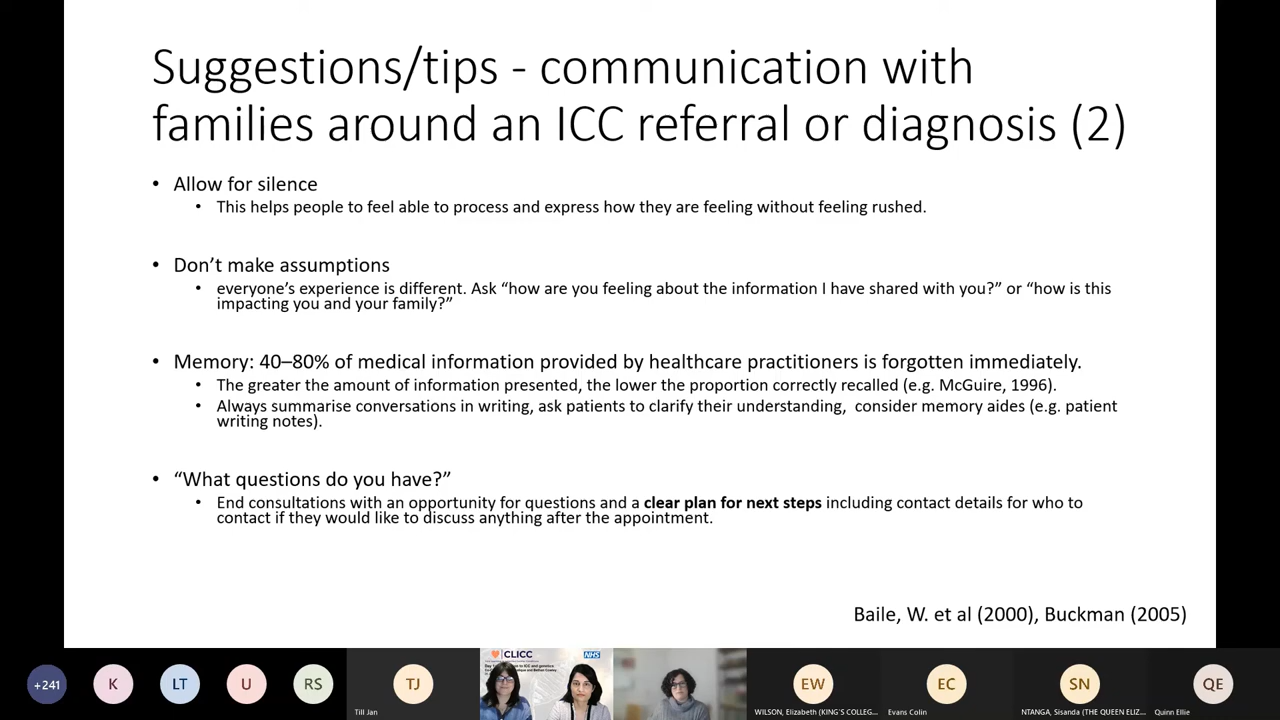 Suggestions/tips - communication with
families around an ICC referral or diagnosis (2)
• Allow for silence
• This helps people to feel able to process and express how they are feeling without feeling rushed.
• Don’t make assumptions
• everyone’s experience is different. Ask “how are you feeling about the information I have shared with you?” or “how is this
impacting you and your family?”
• Memory: 40–80% of medical information provided by healthcare practitioners is forgotten immediately.
• The greater the amount of information presented, the lower the proportion correctly recalled (e.g. McGuire, 1996).
• Always summarise conversations in writing, ask patients to clarify their understanding, consider memory aides (e.g. patient
writing notes).
• “What questions do you have?”
• End consultations with an opportunity for questions and a clear plan for next steps including contact details for who to
contact if they would like to discuss anything after the appointment.
Baile, W. et al (2000), Buckman (2005)
CLICC
NHS
+241
K
LT
U
RS
TJ
EW
EC
SN
QE
Till Jan
WILSON, Elizabeth (KING'S COLLEG...
Evans Colin
NTANGA, Sisanda (THE QUEEN ELIZ...
Quinn Ellie